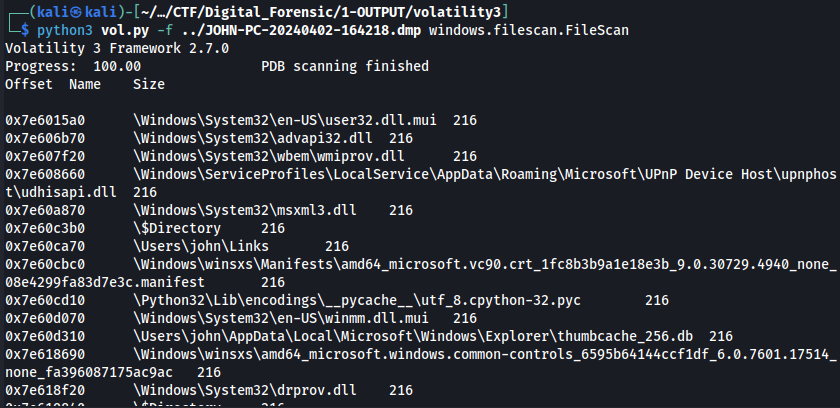 ┌──(kali㉿kali)-[~/…/CTF/Digital_Forensic/1-OUTPUT/volatility3]
└─$ python3 vol.py -f ../JOHN-PC-20240402-164218.dmp windows.filescan.FileScan
Volatility 3 Framework 2.7.0
Progress:  100.00               PDB scanning finished
Offset  Name    Size

0x7e6015a0      \Windows\System32\en-US\user32.dll.mui  216
0x7e606b70      \Windows\System32\advapi32.dll  216
0x7e607f20      \Windows\System32\wbem\wmiprov.dll      216
0x7e608660      \Windows\ServiceProfiles\LocalService\AppData\Roaming\Microsoft\UPnP Device Host\upnphos
t\udhisapi.dll  216
0x7e60a870      \Windows\System32\msxml3.dll    216
0x7e60c3b0      \$Directory     216
0x7e60ca70      \Users\john\Links       216
0x7e60cbc0      \Windows\winsxs\Manifests\amd64_microsoft.vc90.crt_1fc8b3b9a1e18e3b_9.0.30729.4940_none_
08e4299fa83d7e3c.manifest       216
0x7e60cd10      \Python32\Lib\encodings\__pycache__\utf_8.cpython-32.pyc        216
0x7e60d070      \Windows\System32\en-US\winmm.dll.mui   216
0x7e60d310      \Users\john\AppData\Local\Microsoft\Windows\Explorer\thumbcache_256.db  216
0x7e618690      \Windows\winsxs\amd64_microsoft.windows.common-controls_6595b64144ccf1df_6.0.7601.17514_
none_fa396087175ac9ac   216
0x7e618f20      \Windows\System32\drprov.dll    216